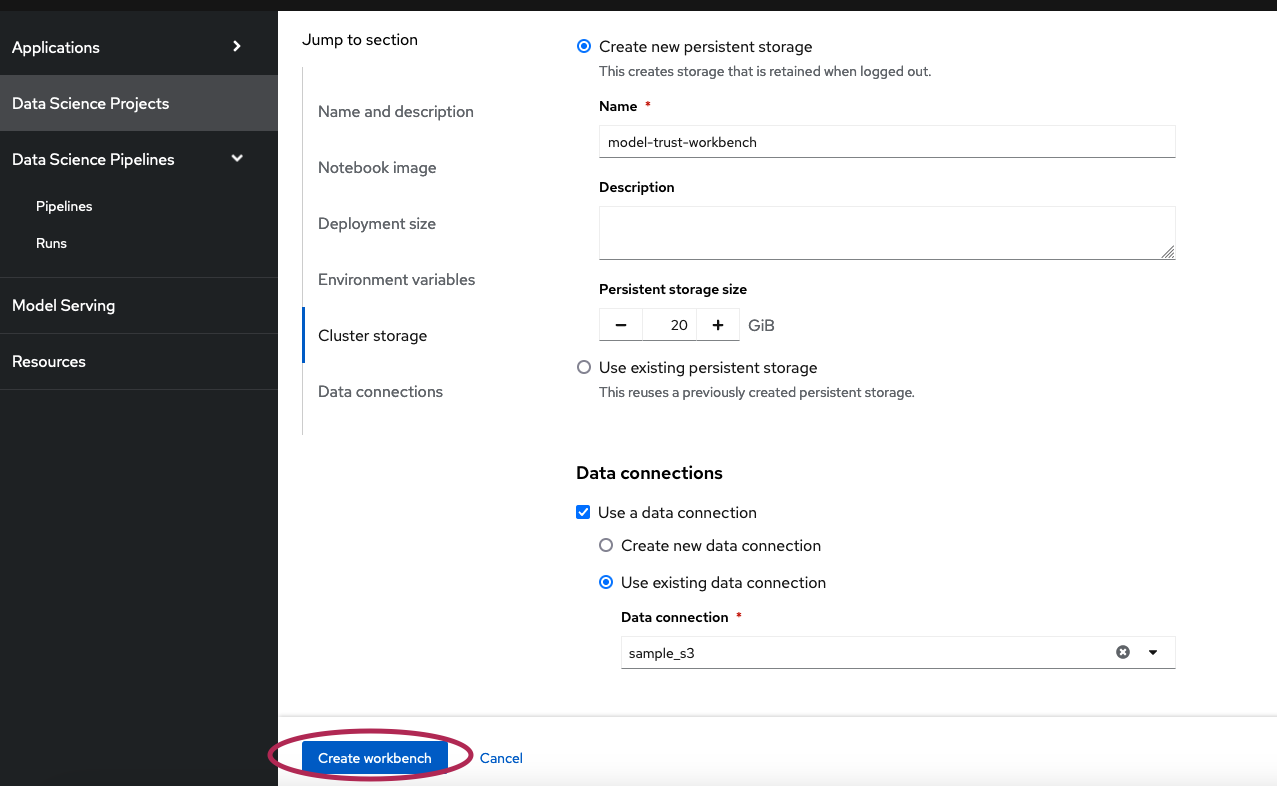 Applications
Data Science Projects
Data Science Pipelines
Pipelines
Runs
Model Serving
Resources
Jump to section
Name and description
Notebook image
Deployment size
Environment variables
Cluster storage
Data connections
Create new persistent storage
This creates storage that is retained when logged out.
Name *
model-trust-workbench
Description
Persistent storage size
20 GiB
Use existing persistent storage
This reuses a previously created persistent storage.
Data connections
Use a data connection
Create new data connection
Use existing data connection
Data connection *
sample_s3
Create workbench Cancel